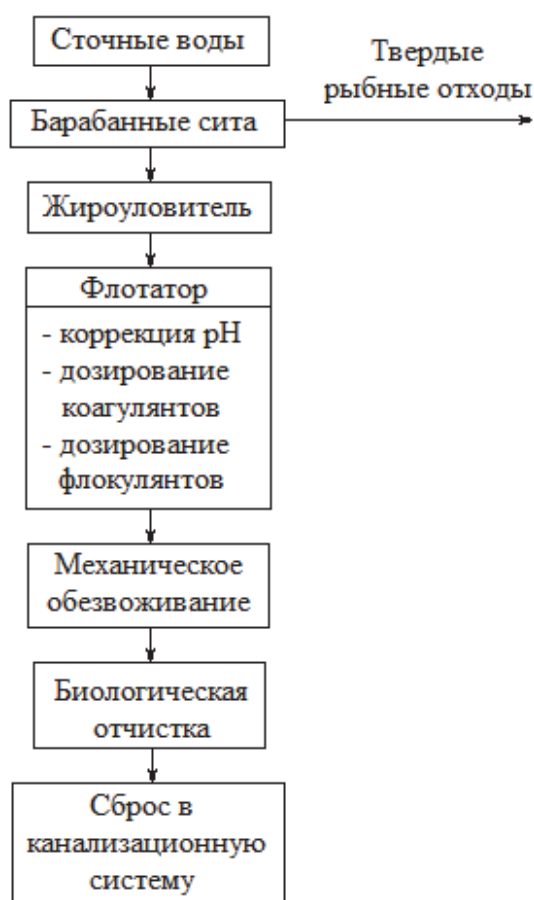 Сточные воды
Твердые
рыбные отходы
Барабанные сита
Жироуловитель
Флотатор
- коррекция pH
- дозирование
коагулянтов
- дозирование
флокулянтов
Механическое
обезвоживание
Биологическая
отчистка
Сброс в
канализационную
систему